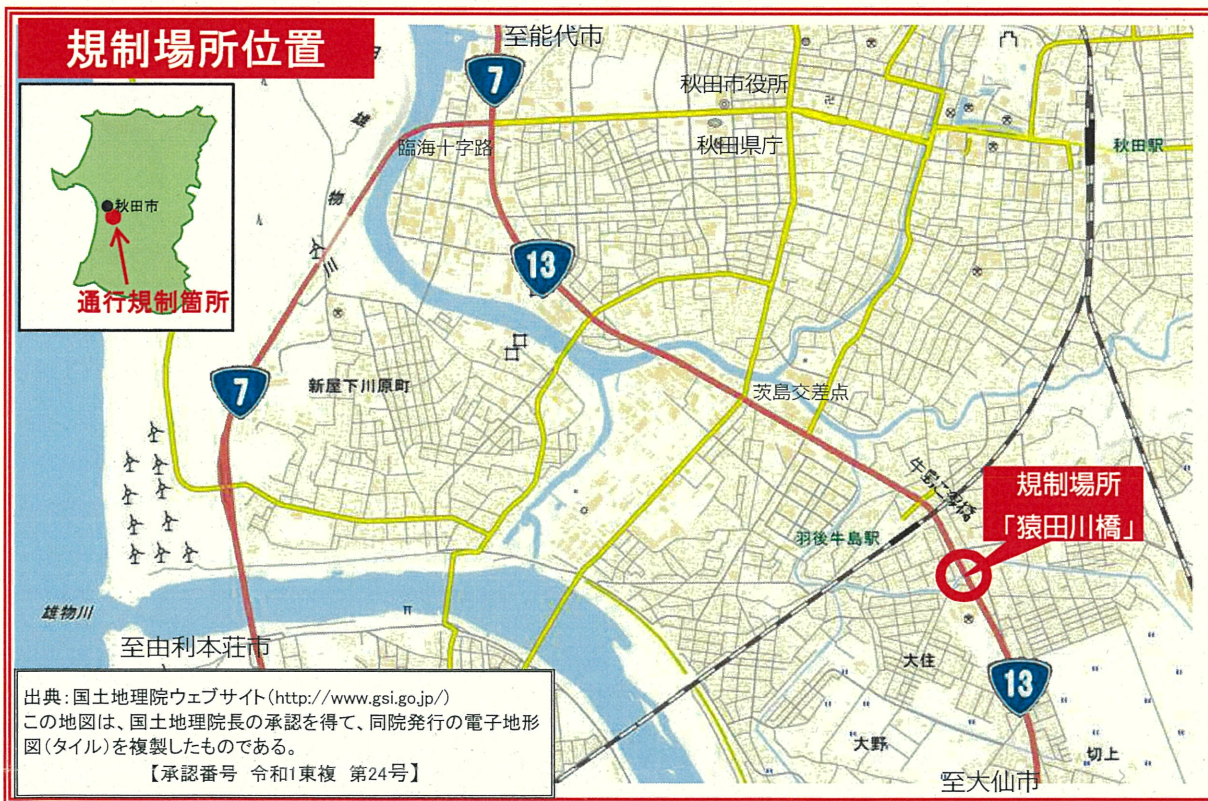 規制場所位置
至能代市
7
秋田市役所
秋田県庁
秋田駅
臨海十字路
雄
物
川
秋田市
通行規制箇所
13
7
新屋下川原町
茨島交差点
規制場所
「猿田川橋」
羽後牛島駅
雄物川
至由利本荘市
大住
13
大野
切上
至大仙市
出典：国土地理院ウェブサイト(http://www.gsi.go.jp/)
この地図は、国土地理院長の承認を得て、同院発行の電子地形
図(タイル)を複製したものである。
【承認番号 令和1東複 第24号】